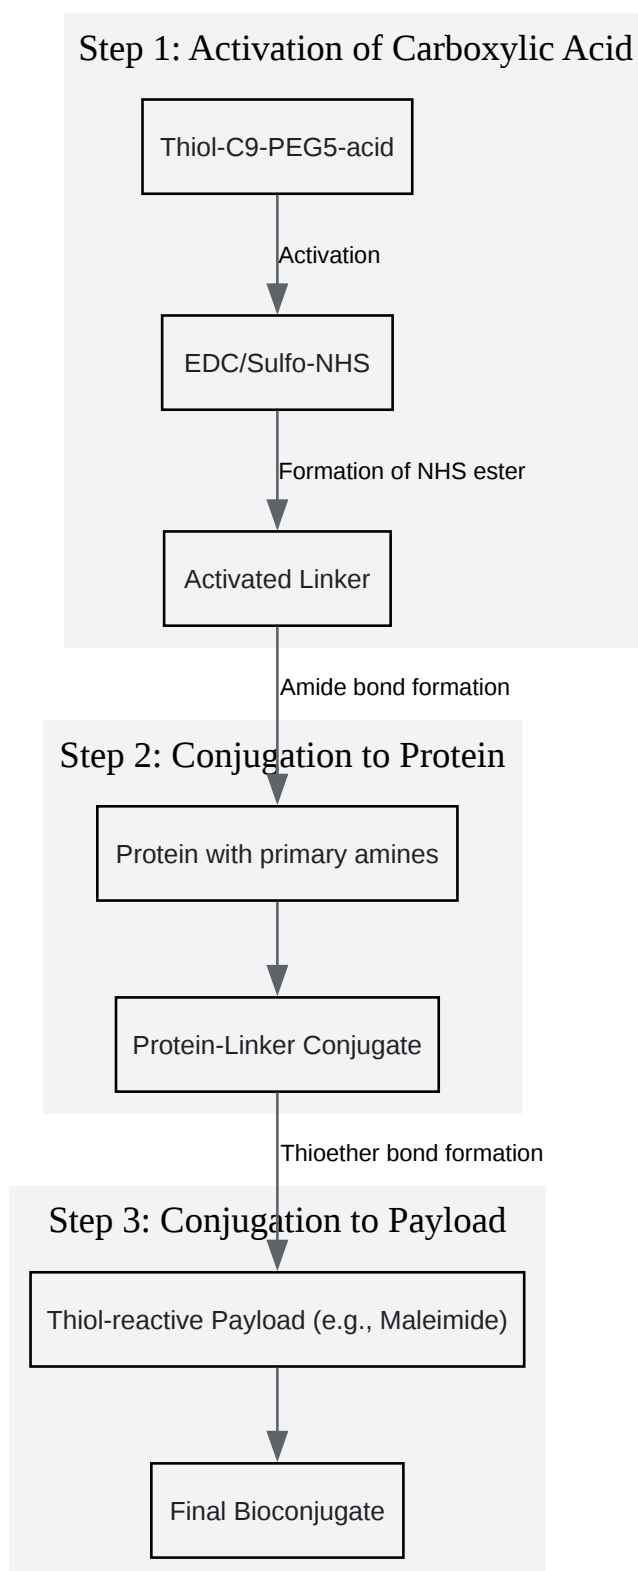 Step 1: Activation of Carboxylic Acid
Thiol-C9-PEG5-acid
Activation
EDC/Sulfo-NHS
Formation of NHS ester
Activated Linker
Amide bond formation
Step 2: Conjugation to Protein
Protein with primary amines
Protein-Linker Conjugate
Thioether bond formation
Step 3: Conjugation to Payload
Thiol-reactive Payload (e.g., Maleimide)
Final Bioconjugate